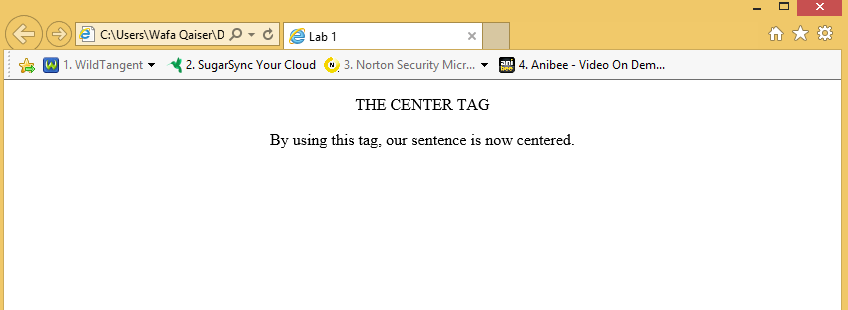 C:\Users\Wafa Qaiser\D
Lab 1
1. WildTangent
2. SugarSync Your Cloud
3. Norton Security Micr...
4. Anibee - Video On Dem...
THE CENTER TAG
By using this tag, our sentence is now centered.